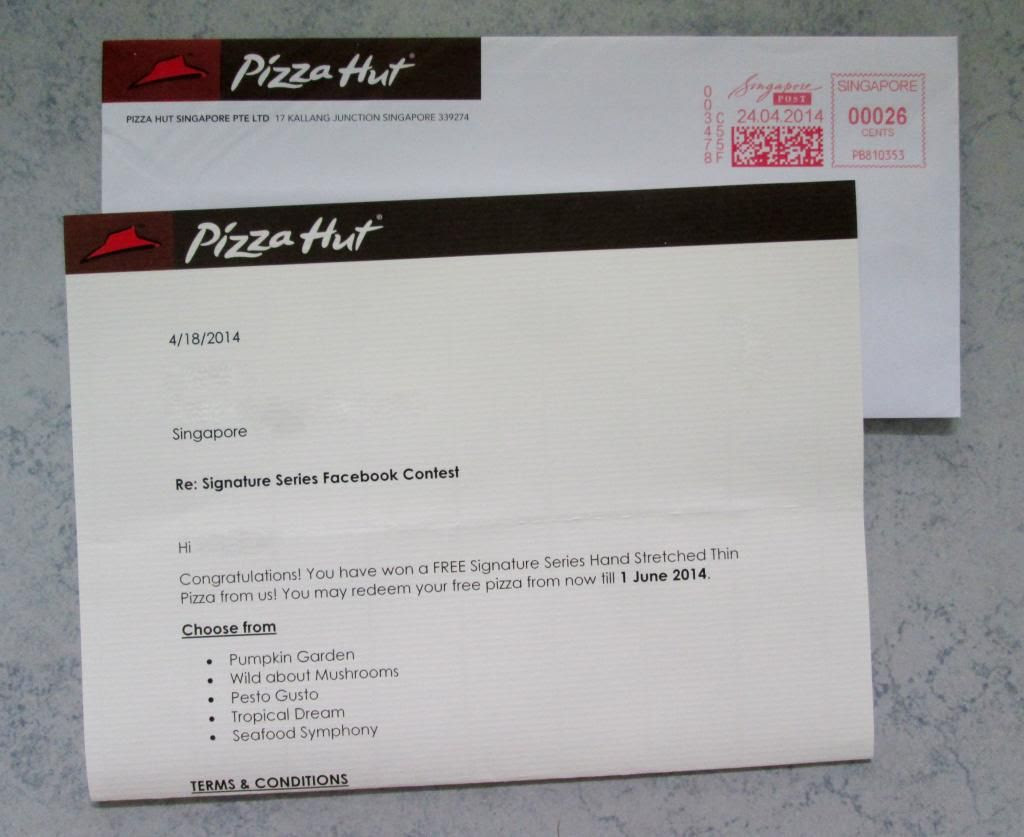 Pizza Hut
PIZZA HUT SINGAPORE PTE LTD 17 KALLANG JUNCTION SINGAPORE 339274
0003478
C455F
Singapore
POST
24.04.2014
SINGAPORE
00026
CENTS
PB810353
Pizza Hut®
4/18/2014
Singapore
Re: Signature Series Facebook Contest
Hi
Congratulations! You have won a FREE Signature Series Hand Stretched Thin
Pizza from us! You may redeem your free pizza from now till 1 June 2014.
Choose from
• Pumpkin Garden
• Wild about Mushrooms
• Pesto Gusto
• Tropical Dream
• Seafood Symphony
TERMS & CONDITIONS